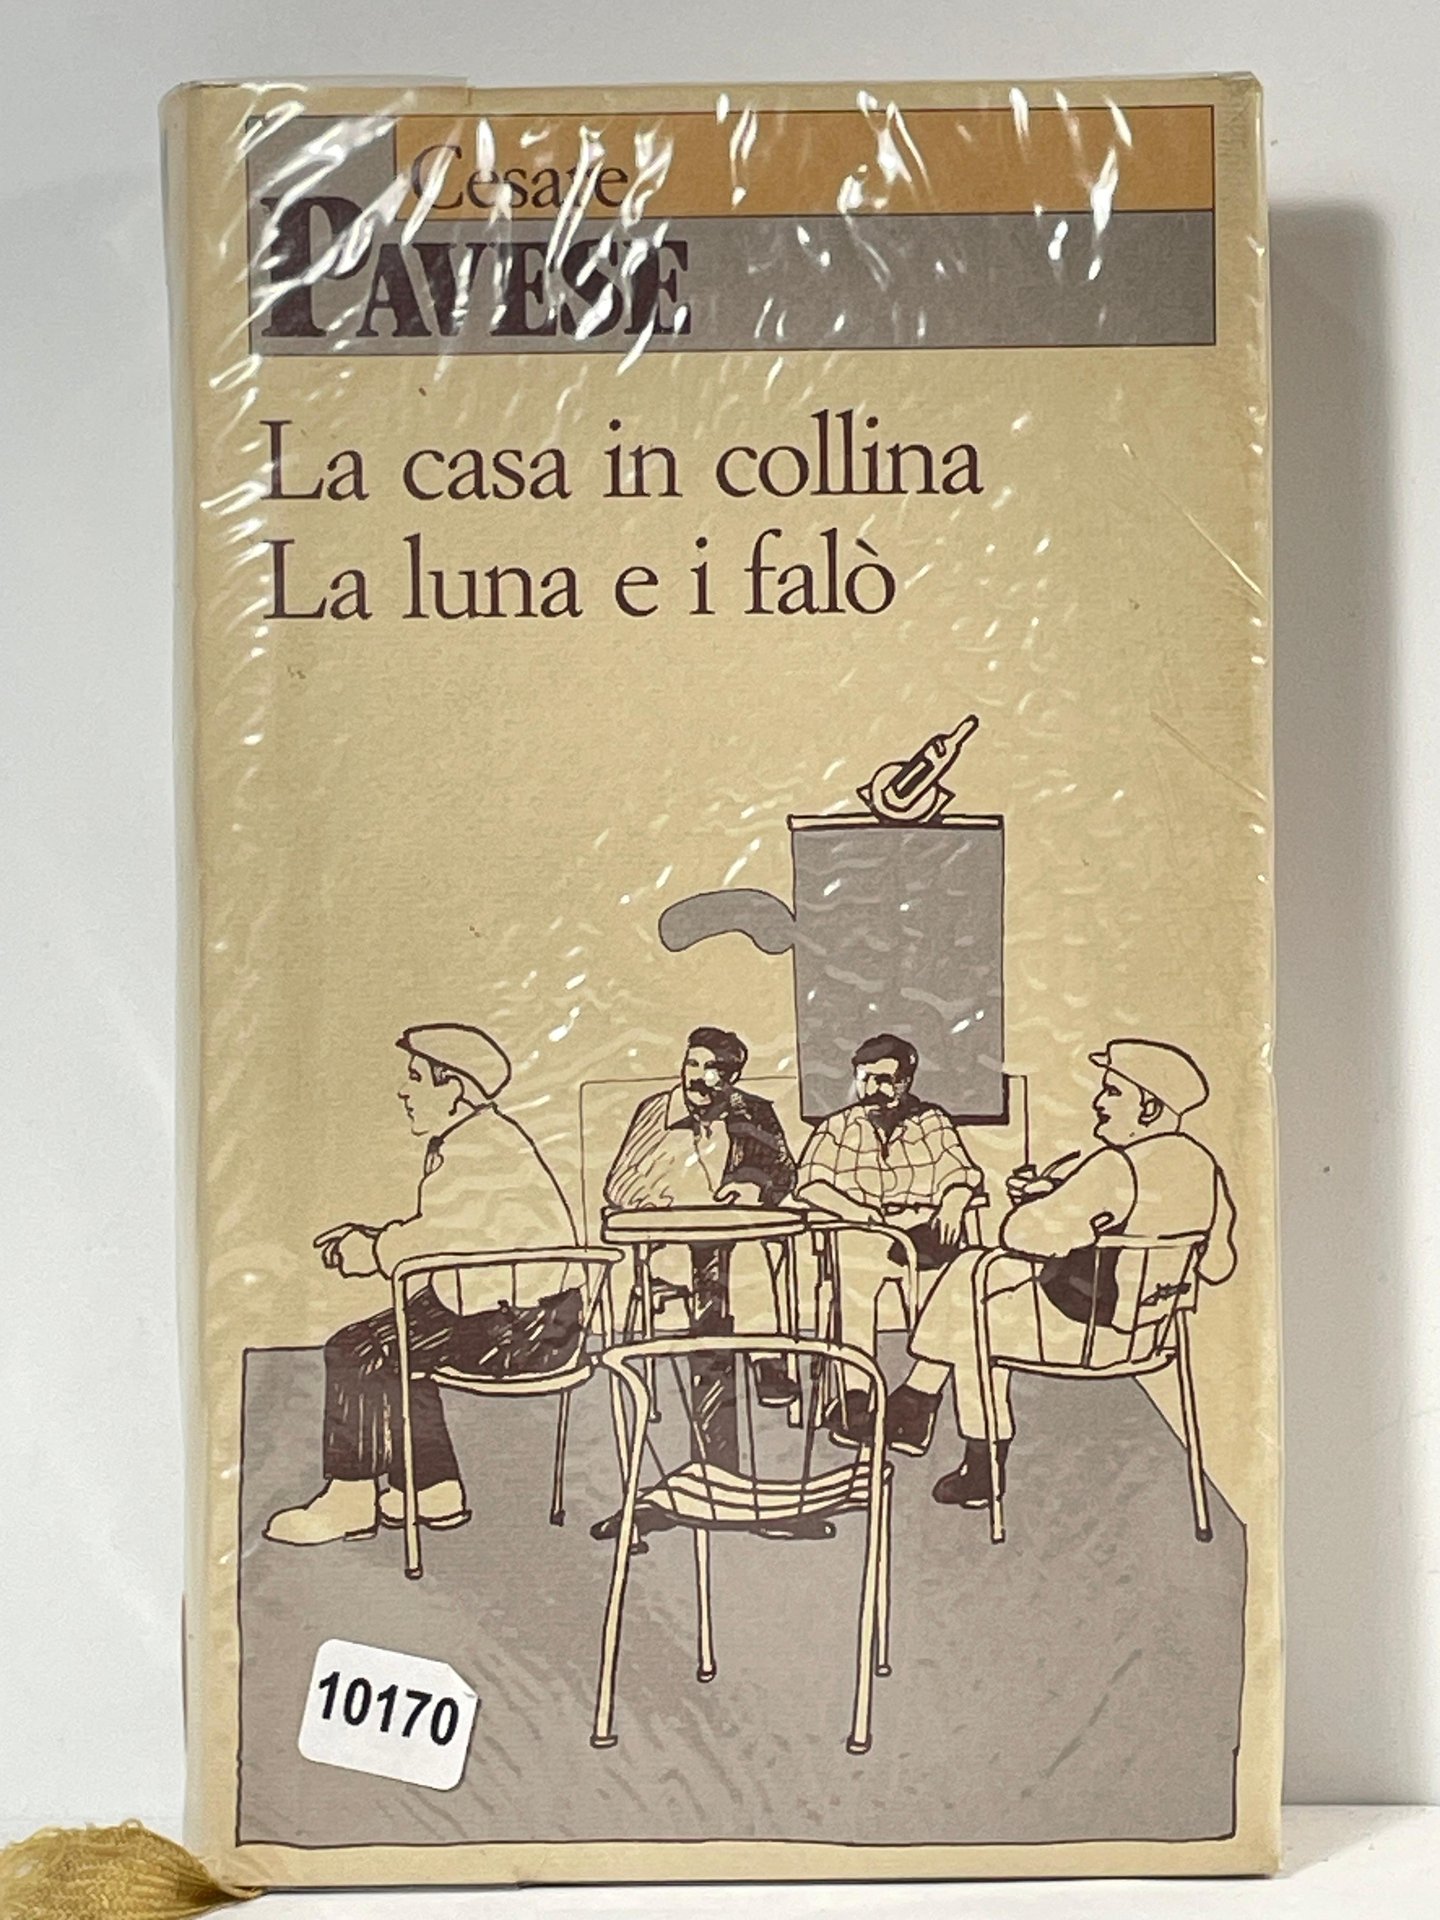 Cesare
PAVESE
La casa in collina
La luna e i falò
10170